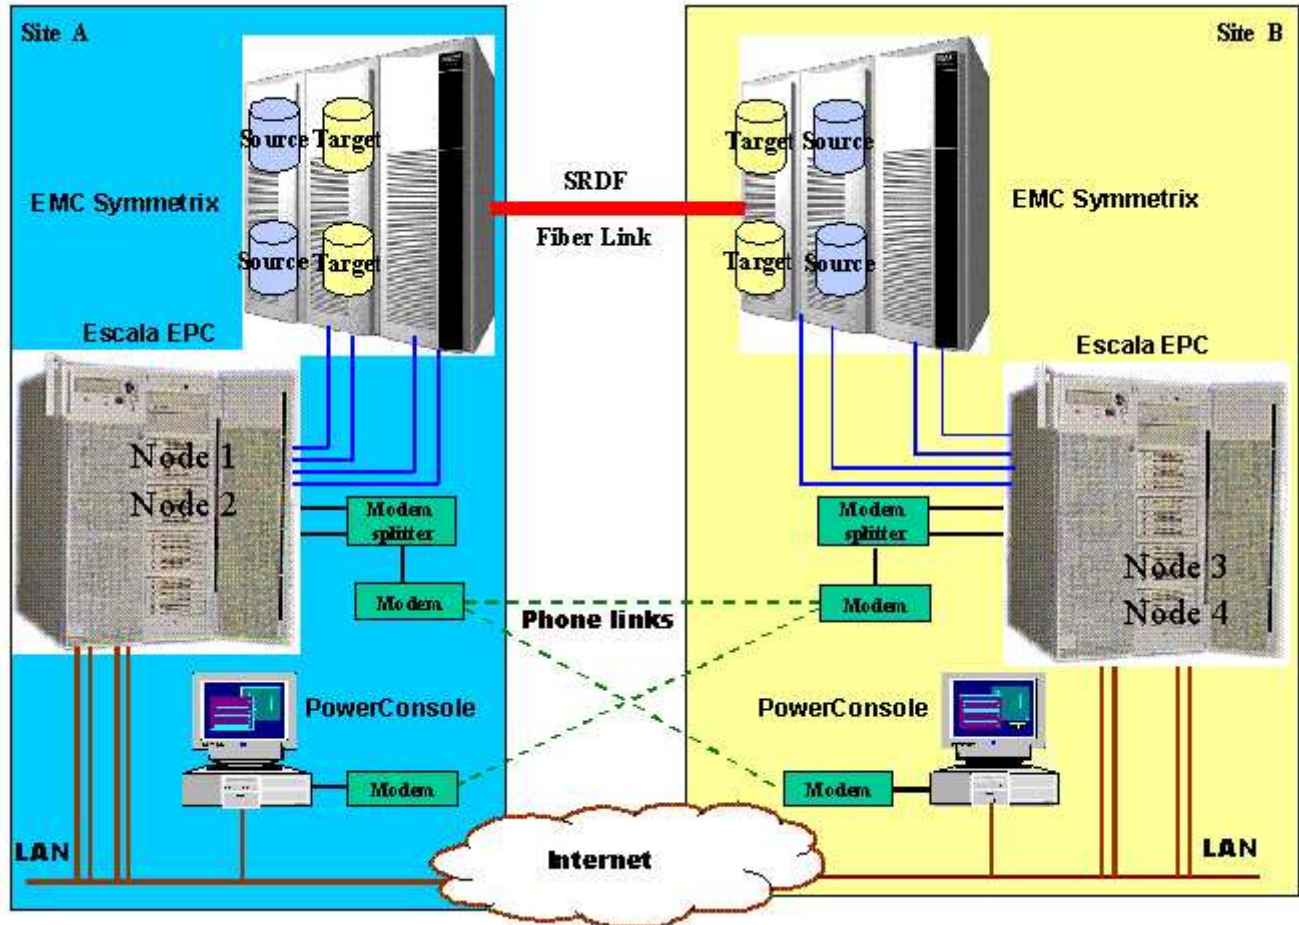 Site A
Site B
Source Target
Target Source
EMC Symmetrix
SRDF
Fiber Link
EMC Symmetrix
Source Target
Target Source
Escala EPC
Escala EPC
Node 1
Node 2
Modem
splitter
Modem
splitter
Node 3
Node 4
Modem
Phone links
Modem
PowerConsole
PowerConsole
Modem
Modem
LAN
Internet
LAN